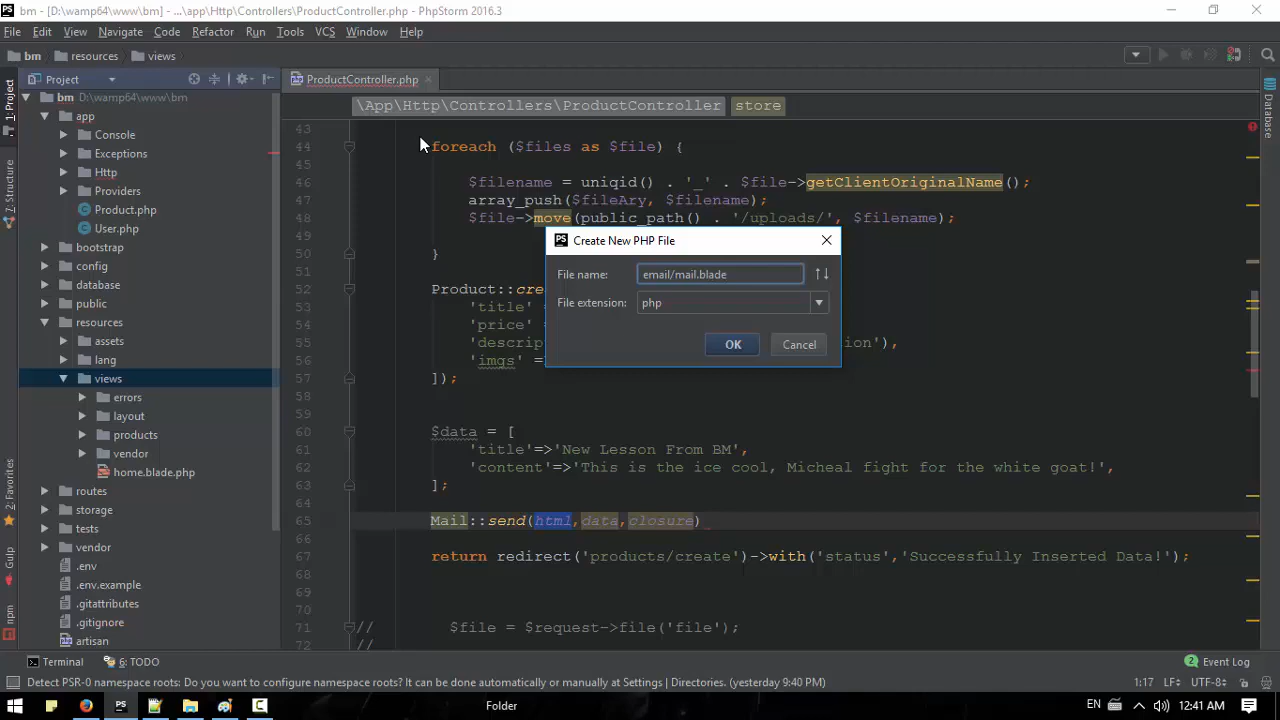 bm - [D:\wamp64\www\bm] - ...\app\Http\Controllers\ProductController.php - PhpStorm 2016.3
File Edit View Navigate Code Refactor Run Tools VCS Window Help
bm resources views
Project
ProductController.php
\App\Http\Controllers\ProductController store
1: Project
7: Structure
2: Favorites
Gulp
npm
Database
bm D:\wamp64\www\bm
app
Console
Exceptions
Http
Providers
Product.php
User.php
bootstrap
config
database
public
resources
assets
lang
views
errors
layout
products
vendor
home.blade.php
routes
storage
tests
vendor
.env
.env.example
.gitattributes
.gitignore
artisan
43
44 foreach ($files as $file) {
45
46 $filename = uniqid() . '_' . $file->getClientOriginalName();
47 array_push($fileAry, $filename);
48 $file->move(public_path() . '/uploads/', $filename);
49
50 }
51
52 Product::cre
53 'title' =
54 'price' =
55 'descrip ion'),
56 'imgs' =
57 ]);
58
59
60 $data = [
61 'title'=>'New Lesson From BM',
62 'content'=>'This is the ice cool, Micheal fight for the white goat!',
63 ];
64
65 Mail::send(html,data,closure)
66
67 return redirect('products/create')->with('status','Successfully Inserted Data!');
68
69
70
71 // $file = $request->file('file');
72 //
Create New PHP File
File name: email/mail.blade
File extension: php
OK Cancel
Terminal 6: TODO 2 Event Log
Detect PSR-0 namespace roots: Do you want to configure namespace roots? It can be done automatically or manually at Settings | Directories. (yesterday 9:40 PM) 1:17 LF÷ UTF-8÷
Folder EN 12:41 AM